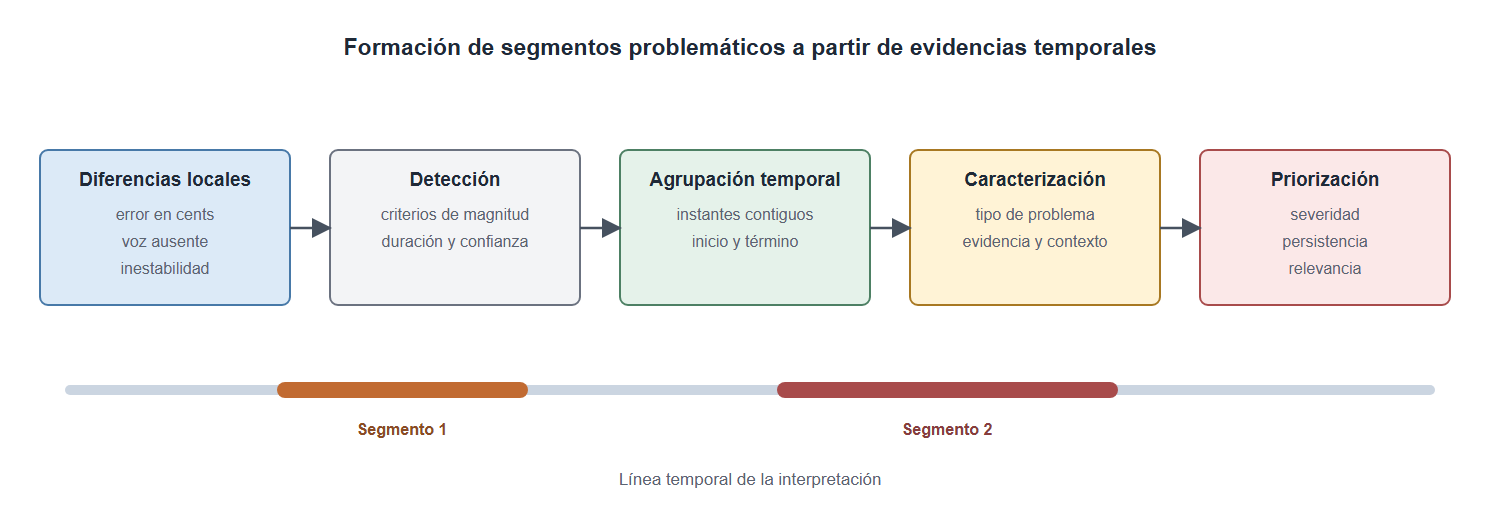 Formación de segmentos problemáticos a partir de evidencias temporales
Diferencias locales
error en cents
voz ausente
inestabilidad
Detección
criterios de magnitud
duración y confianza
Agrupación temporal
instantes contiguos
inicio y término
Caracterización
tipo de problema
evidencia y contexto
Priorización
severidad
persistencia
relevancia
Segmento 1
Segmento 2
Línea temporal de la interpretación